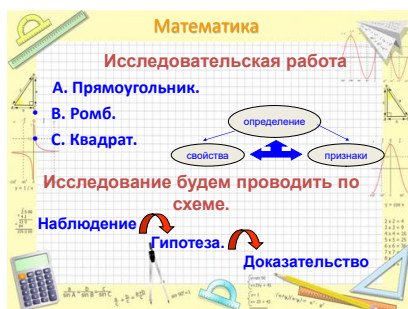 Математика
Исследовательская работа
А. Прямоугольник.
• В. Ромб.
• С. Квадрат.
определение
свойства
признаки
Исследование будем проводить по
схеме.
Наблюдение
Гипотеза.
Доказательство